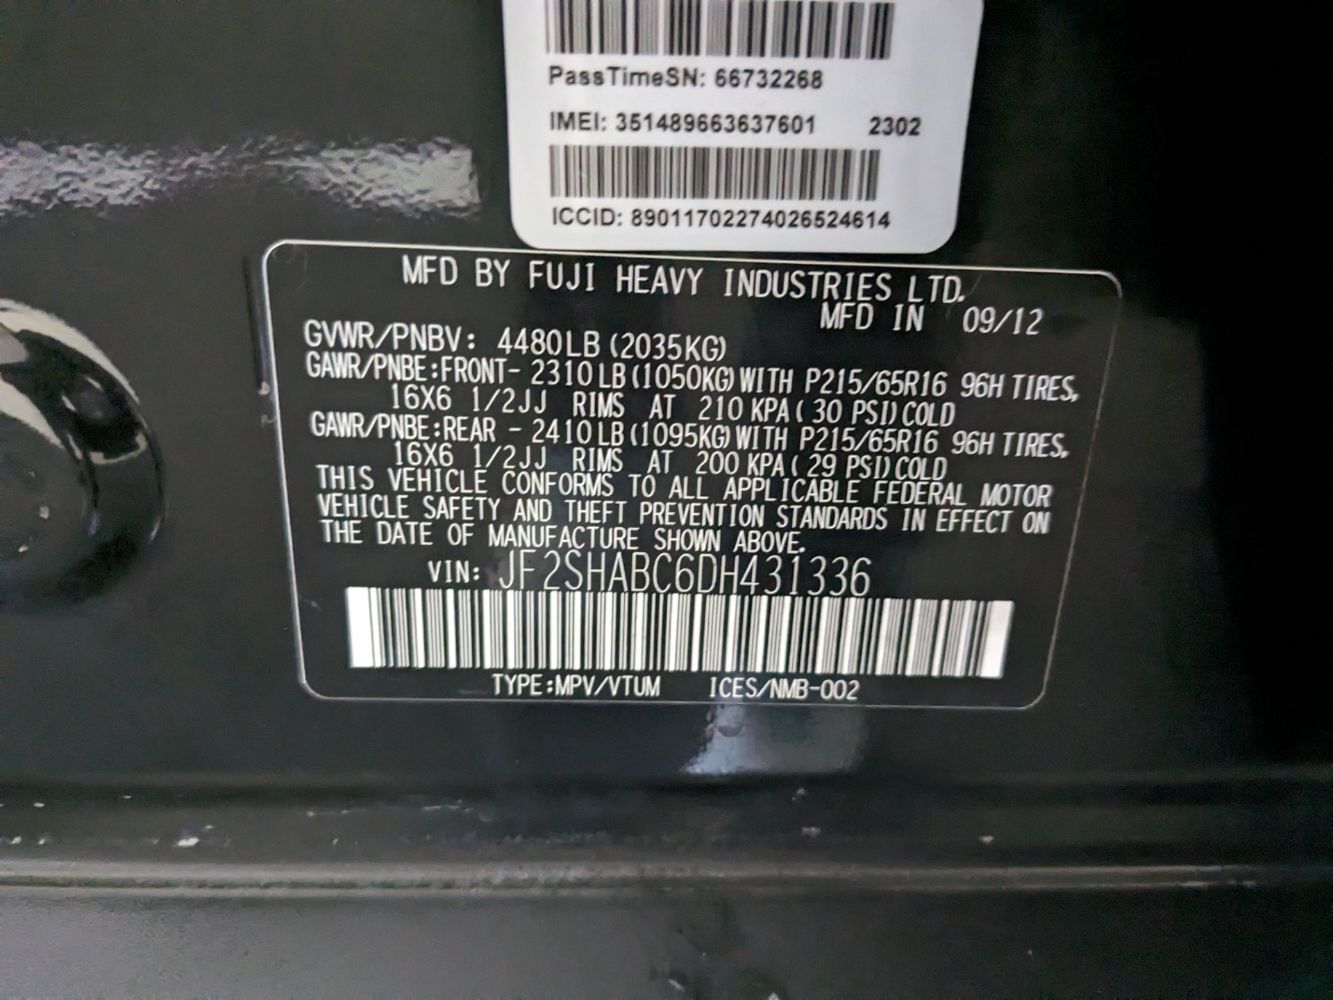 PassTimeSN: 66732268
IMEI: 351489663637601 2302
ICCID: 89011702274026524614
MFD BY FUJI HEAVY INDUSTRIES LTD.
MFD IN 09/12
GVWR/PNBV: 4480LB (2035KG)
GAWR/PNBE:FRONT- 2310 LB (1050KG) WITH P215/65R16 96H TIRES,
16X6 1/2JJ RIMS AT 210 KPA ( 30 PSI) COLD
GAWR/PNBE:REAR - 2410 LB (1095KG) WITH P215/65R16 96H TIRES,
16X6 1/2JJ RIMS AT 200 KPA ( 29 PSI) COLD
THIS VEHICLE CONFORMS TO ALL APPLICABLE FEDERAL MOTOR
VEHICLE SAFETY AND THEFT PREVENTION STANDARDS IN EFFECT ON
THE DATE OF MANUFACTURE SHOWN ABOVE.
VIN: JF2SHABC6DH431336
TYPE:MPV/VTUM ICES/NMB-002